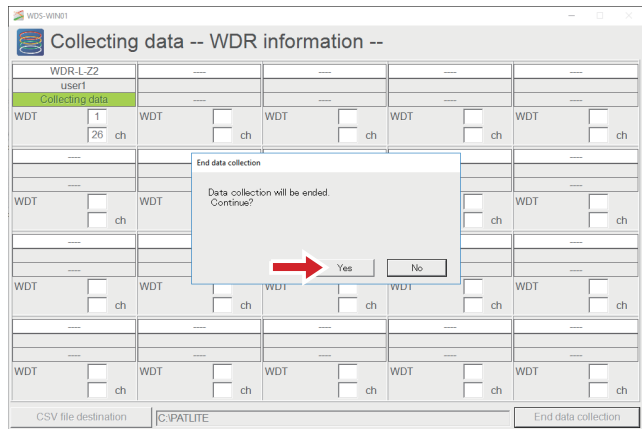 WDS-WIN01
Collecting data -- WDR information --
WDR-L-Z2 ---- ---- ---- ----
user1
Collecting data ---- ---- ---- ----
WDT 1 WDT WDT WDT WDT
26 ch ch ch ch ch
---- ----
End data collection
---- ----
Data collection will be ended.
Continue?
WDT WDT WDT
ch ch ch
---- ----
Yes No
---- ----
WDT WDT WDT WDT WDT
ch ch ch ch ch
---- ---- ---- ---- ----
---- ---- ---- ---- ----
WDT WDT WDT WDT WDT
ch ch ch ch ch
CSV file destination C:\PATLITE End data collection